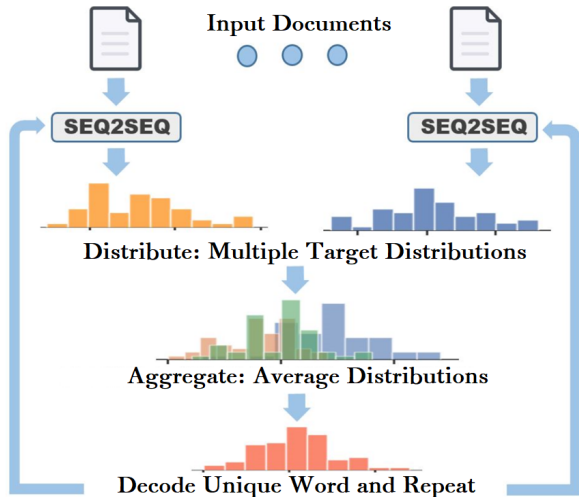 Input Documents
SEQ2SEQ
SEQ2SEQ
Distribute: Multiple Target Distributions
Aggregate: Average Distributions
Decode Unique Word and Repeat